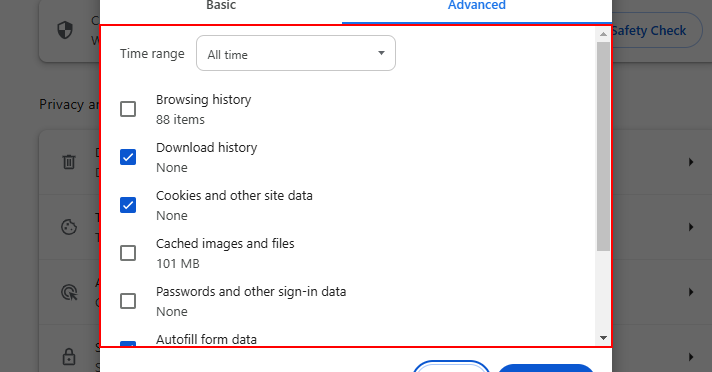 Basic
Advanced
Safety Check
Time range
All time
Privacy an
Browsing history
88 items
Download history
None
Cookies and other site data
None
Cached images and files
101 MB
Passwords and other sign-in data
None
Autofill form data